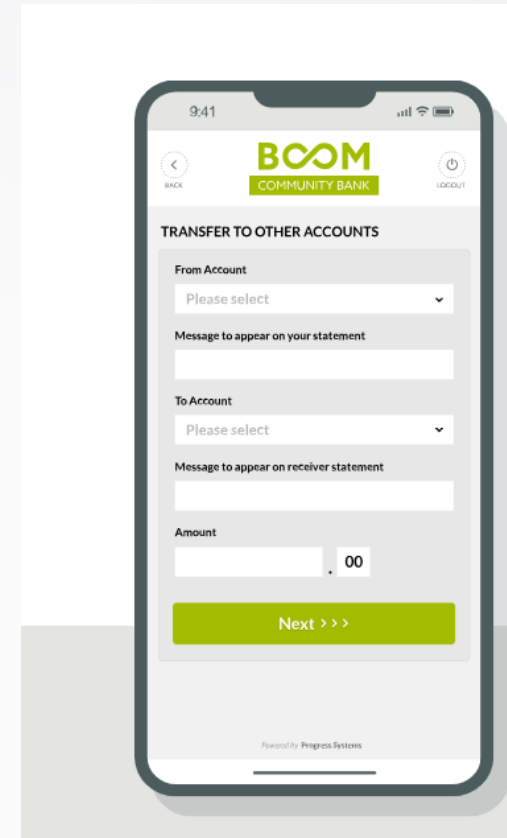 9:41
BOOM
COMMUNITY BANK
BACK
LOGOUT
TRANSFER TO OTHER ACCOUNTS
From Account
Please select
Message to appear on your statement
To Account
Please select
Message to appear on receiver statement
Amount
. 00
Next >>>
Powered by Progress Systems